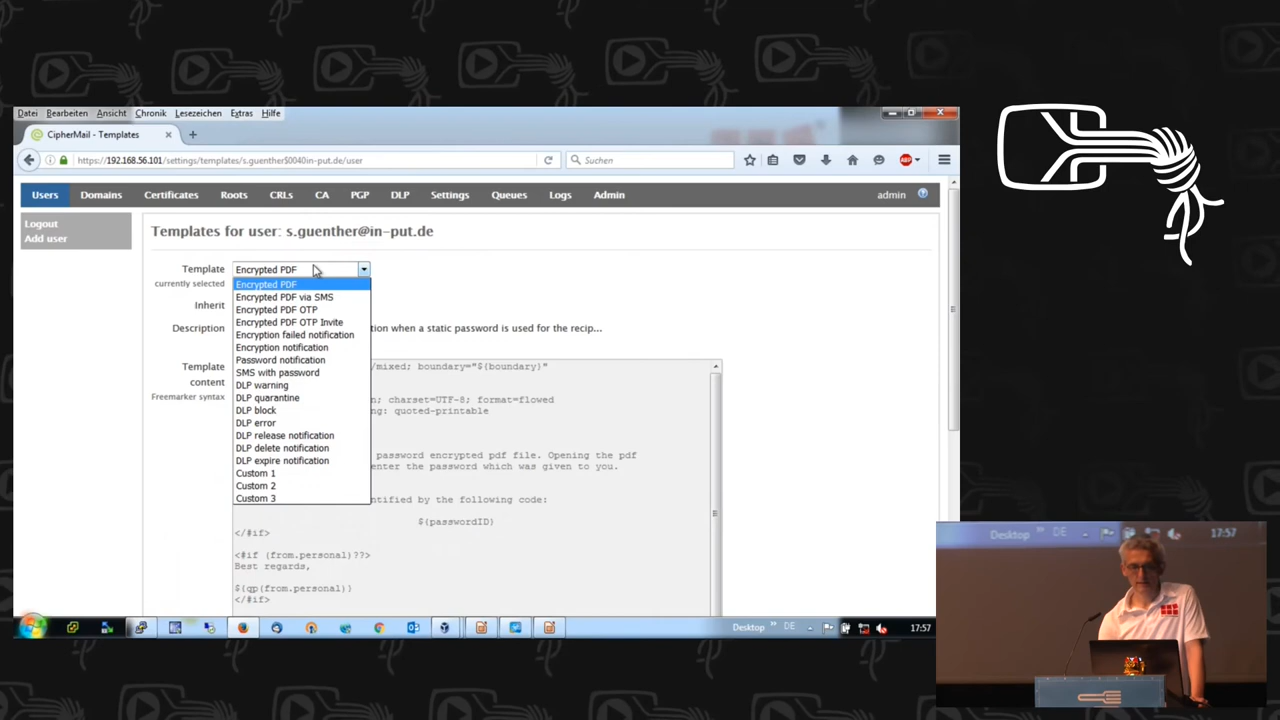 Datei Bearbeiten Ansicht Chronik Lesezeichen Extras Hilfe
CipherMail - Templates
https://192.168.56.101/settings/templates/s.guenther$0040in-put.de/user
Suchen
ABP
Users Domains Certificates Roots CRLs CA PGP DLP Settings Queues Logs Admin admin
Logout
Add user
Templates for user: s.guenther@in-put.de
Template Encrypted PDF
currently selected
Encrypted PDF
Encrypted PDF via SMS
Encrypted PDF OTP
Encrypted PDF OTP Invite
Encryption failed notification
Encryption notification
Password notification
SMS with password
DLP warning
DLP quarantine
DLP block
DLP error
DLP release notification
DLP delete notification
DLP expire notification
Custom 1
Custom 2
Custom 3
Inherit
Description
tion when a static password is used for the recip...
Template
content
Freemarker syntax
/mixed; boundary="${boundary}"
n; charset=UTF-8; format=flowed
ng: quoted-printable
password encrypted pdf file. Opening the pdf
enter the password which was given to you.
ntified by the following code:
${passwordID}
</#if>
<#if (from.personal)??>
Best regards,
${qp(from.personal)}
</#if>
Desktop » DE 17:57
Desktop » DE 17:57